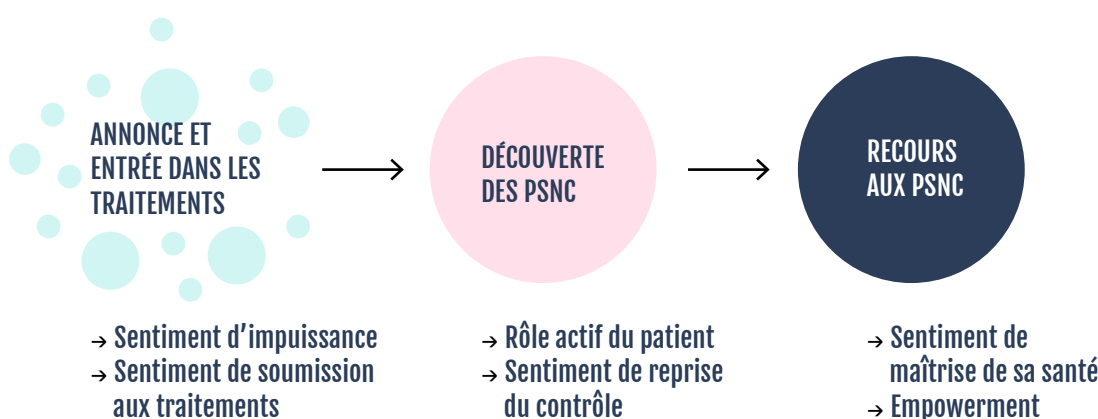 ANNONCE ET
ENTRÉE DANS LES
TRAITEMENTS
DÉCOUVERTE
DES PSNC
RECOURS
AUX PSNC
→ Sentiment d’impuissance
→ Sentiment de soumission
aux traitements
→ Rôle actif du patient
→ Sentiment de reprise
du contrôle
→ Sentiment de
maîtrise de sa santé
→ Empowerment